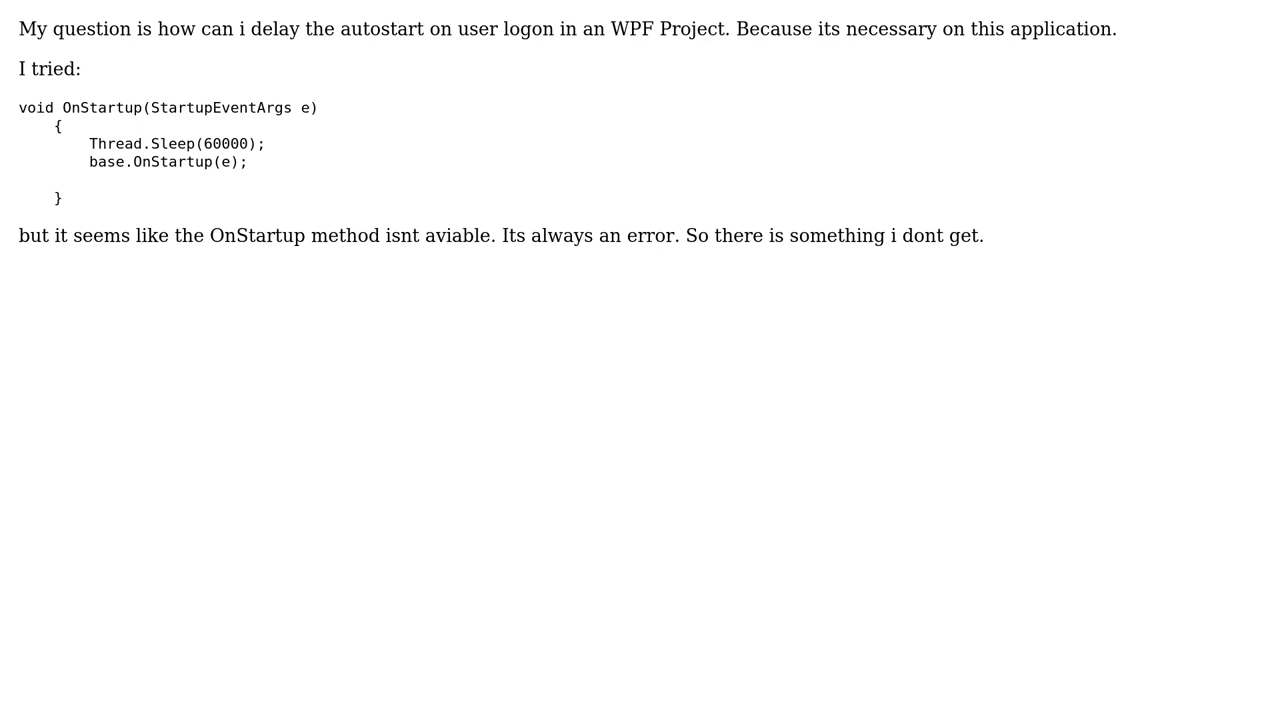 My question is how can i delay the autostart on user logon in an WPF Project. Because its necessary on this application.
I tried:
void OnStartup(StartupEventArgs e)
    {
        Thread.Sleep(60000);
        base.OnStartup(e);
    }
but it seems like the OnStartup method isnt aviable. Its always an error. So there is something i dont get.